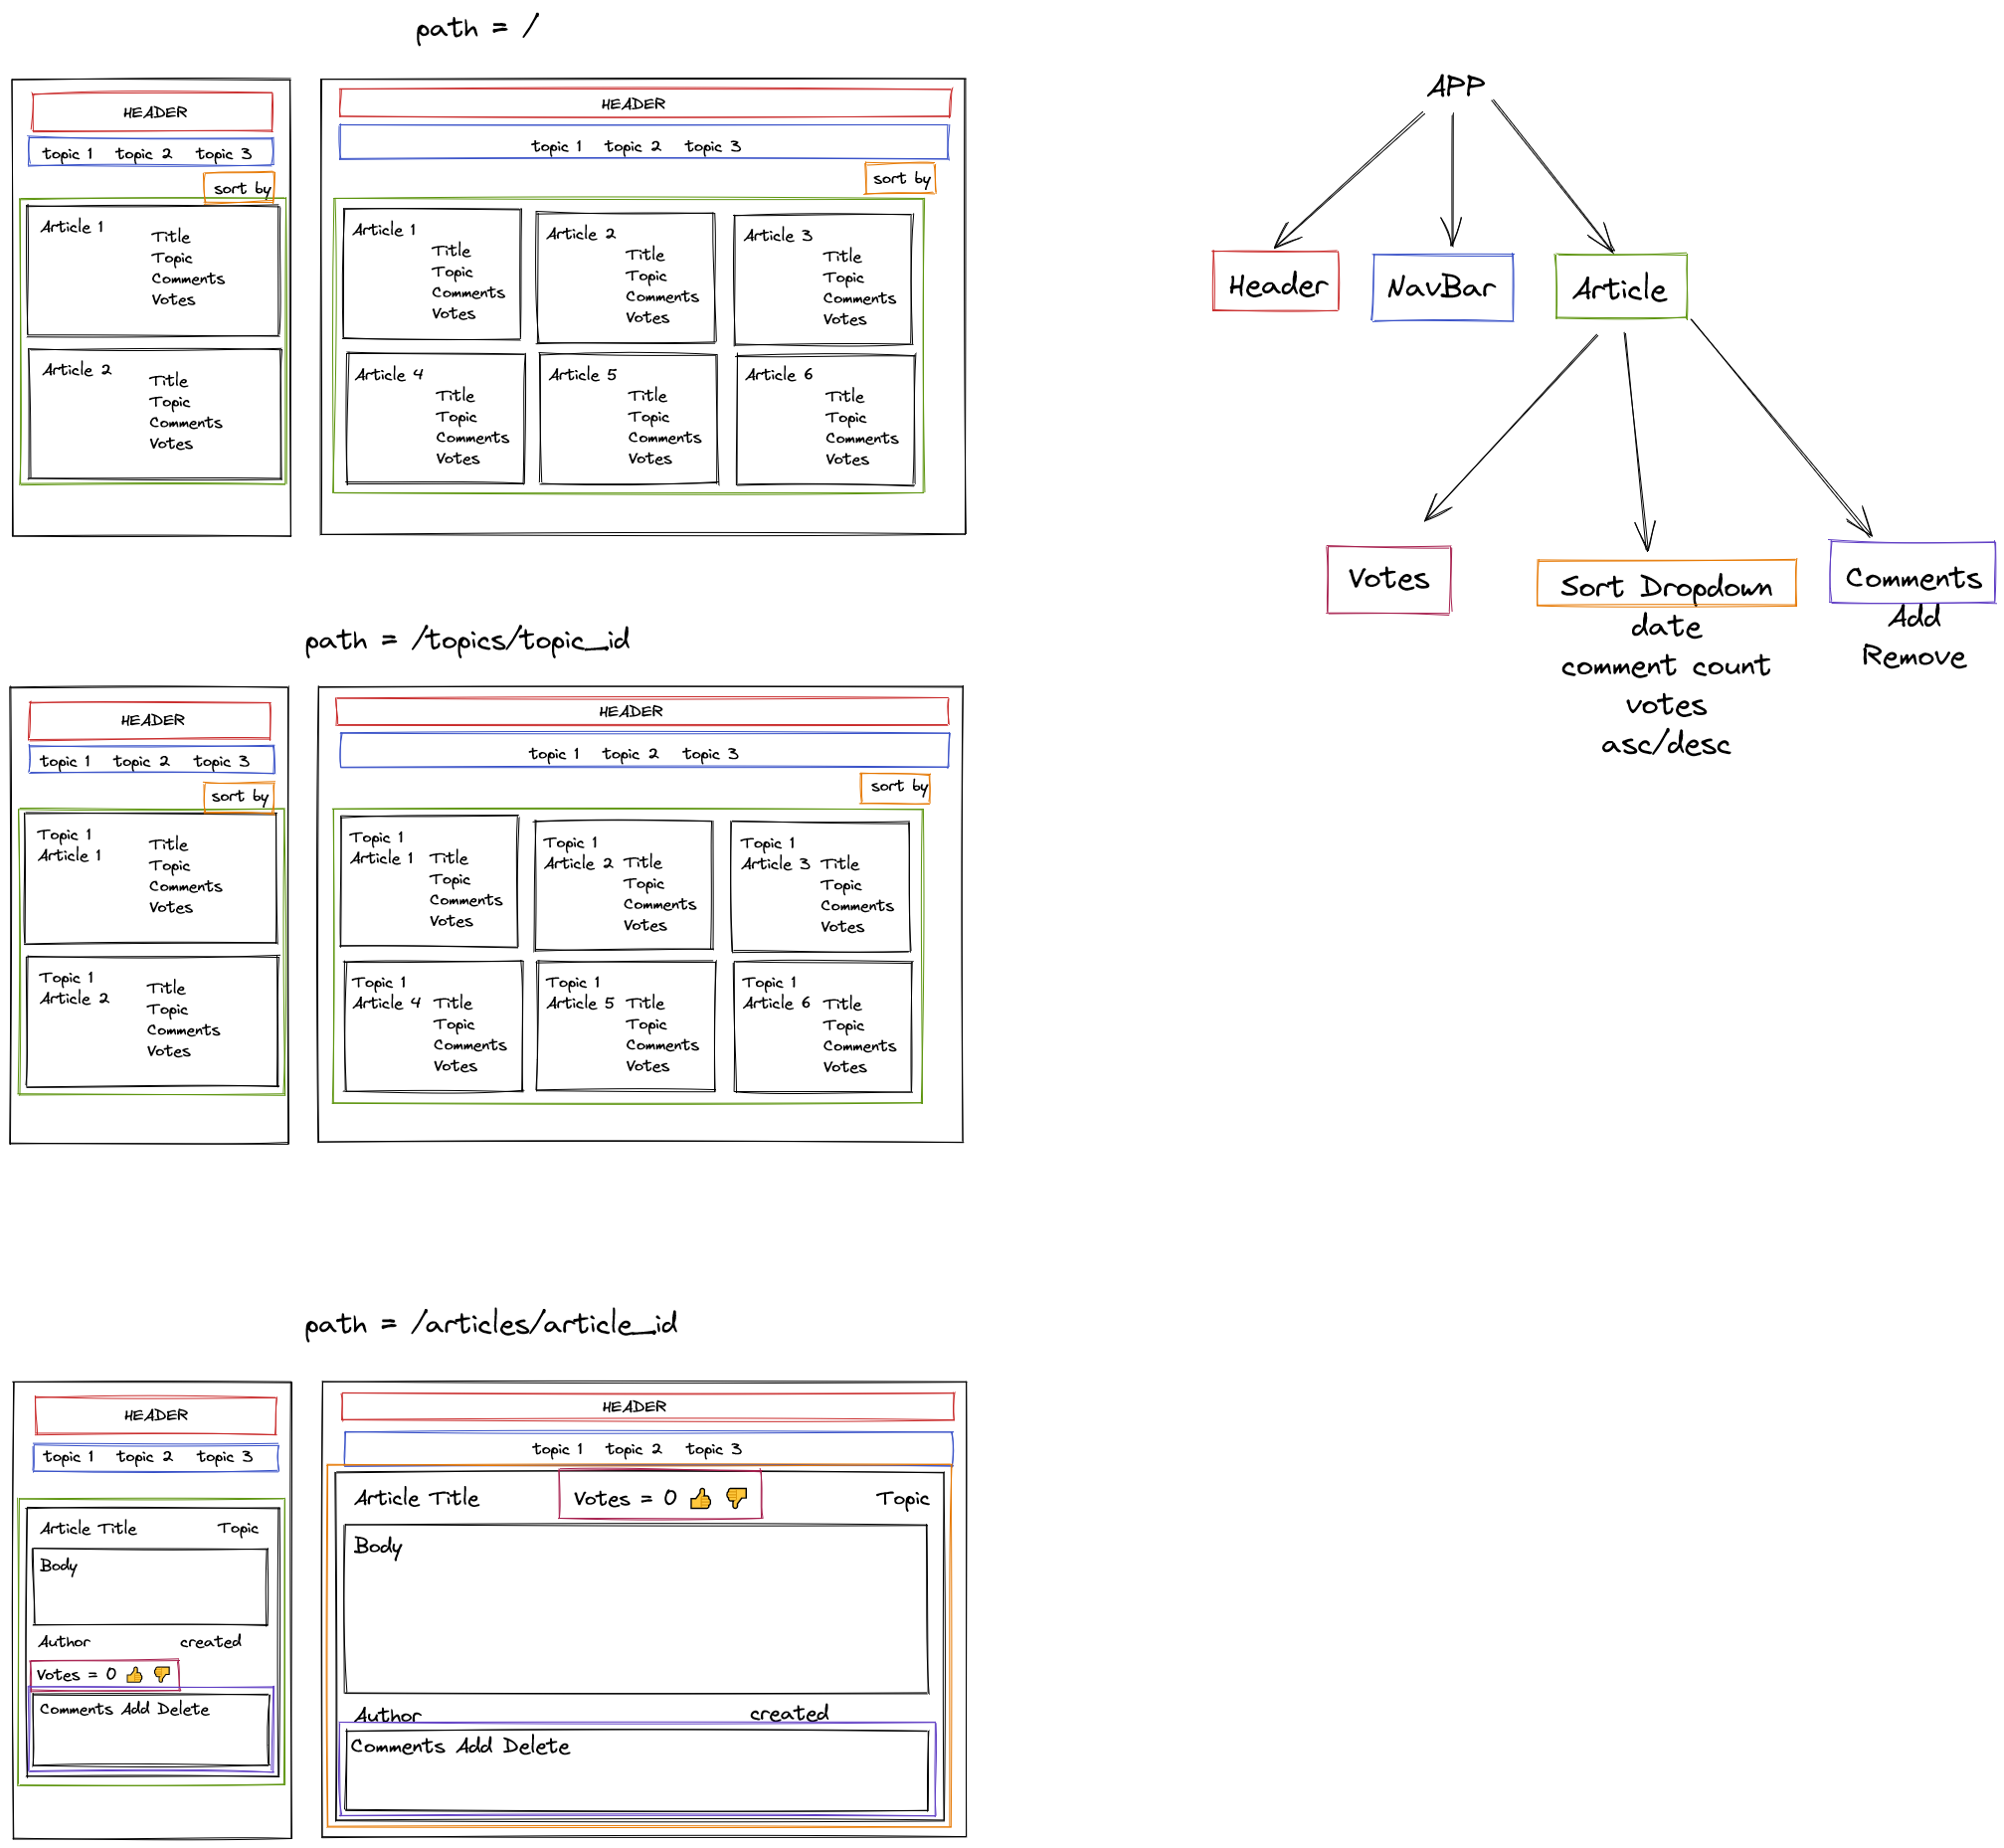 path = /
HEADER
topic 1 topic 2 topic 3
sort by
Article 1
Title
Topic
Comments
Votes
Article 2
Title
Topic
Comments
Votes
HEADER
topic 1 topic 2 topic 3
sort by
Article 1
Title
Topic
Comments
Votes
Article 2
Title
Topic
Comments
Votes
Article 3
Title
Topic
Comments
Votes
Article 4
Title
Topic
Comments
Votes
Article 5
Title
Topic
Comments
Votes
Article 6
Title
Topic
Comments
Votes
path = /topics/topic_id
HEADER
topic 1 topic 2 topic 3
sort by
Topic 1
Article 1
Title
Topic
Comments
Votes
Topic 1
Article 2
Title
Topic
Comments
Votes
HEADER
topic 1 topic 2 topic 3
sort by
Topic 1
Article 1 Title
Topic
Comments
Votes
Topic 1
Article 2 Title
Topic
Comments
Votes
Topic 1
Article 3 Title
Topic
Comments
Votes
Topic 1
Article 4 Title
Topic
Comments
Votes
Topic 1
Article 5 Title
Topic
Comments
Votes
Topic 1
Article 6 Title
Topic
Comments
Votes
path = /articles/article_id
HEADER
topic 1 topic 2 topic 3
Article Title Topic
Body
Author created
Votes = 0 👍 👎
Comments Add Delete
HEADER
topic 1 topic 2 topic 3
Article Title Votes = 0 👍 👎 Topic
Body
Author created
Comments Add Delete
APP
Header NavBar Article
Votes
Sort Dropdown
date
comment count
votes
asc/desc
Comments
Add
Remove